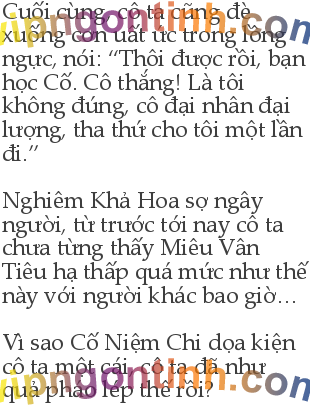 Cuối cùng, cô ta cũng đè
xuống cơn uất ức trong lồng
ngực, nói: “Thôi được rồi, bạn
học Cố. Cô thắng! Là tôi
không đúng, cô đại nhân đại
lượng, tha thứ cho tôi một lần
đi.”
Nghiêm Khả Hoa sợ ngây
người, từ trước tới nay cô ta
chưa từng thấy Miêu Vân
Tiêu hạ thấp quá mức như thế
này với người khác bao giờ...
Vì sao Cố Niệm Chi dọa kiện
cô ta một cái, cô ta đã như
quả pháo lép thế rồi?